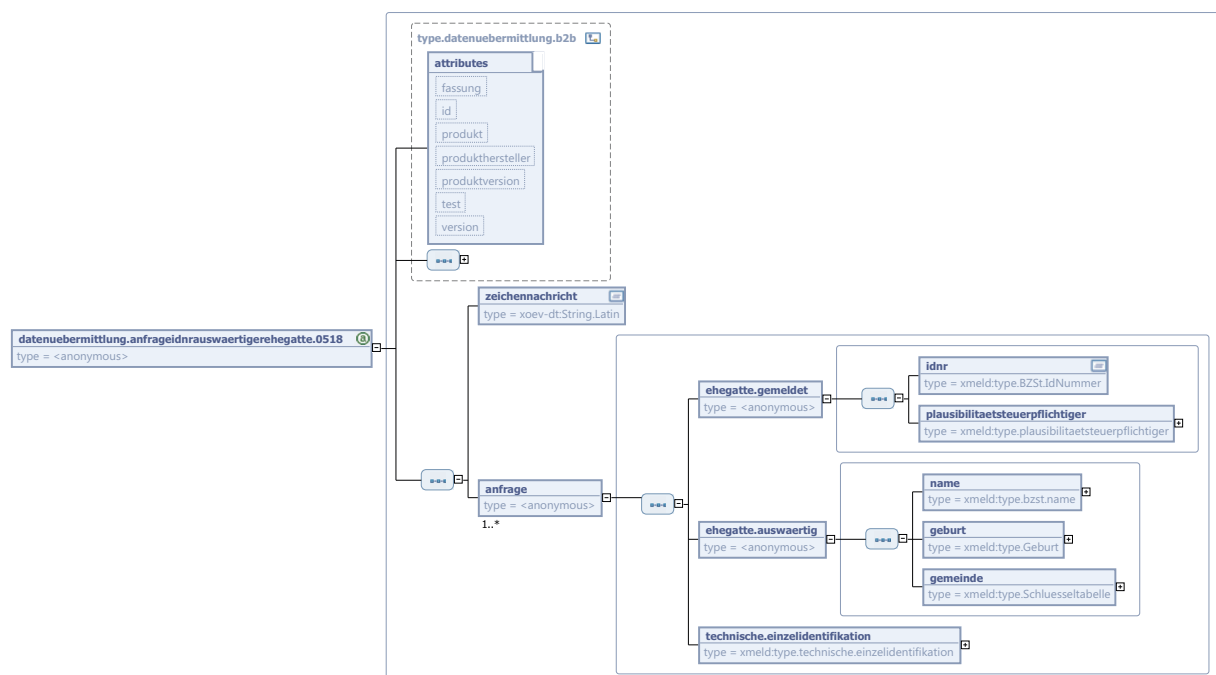 type.datenuebermittlung.b2b
attributes
fassung
id
produkt
produkthersteller
produktversion
test
version
zeichennachricht
type = xoev-dt:String.Latin
datenuebermittlung.anfrageidnrauswaertigerehegatte.0518
type = <anonymous>
anfrage
type = <anonymous>
1..*
ehegatte.gemeldet
type = <anonymous>
idnr
type = xmeld:type.BZSt.IdNummer
plausibilitaetsteuerpflichtiger
type = xmeld:type.plausibilitaetsteuerpflichtiger
ehegatte.auswaertig
type = <anonymous>
name
type = xmeld:type.bzst.name
geburt
type = xmeld:type.Geburt
gemeinde
type = xmeld:type.Schluesseltabelle
technische.einzelidentifikation
type = xmeld:type.technische.einzelidentifikation